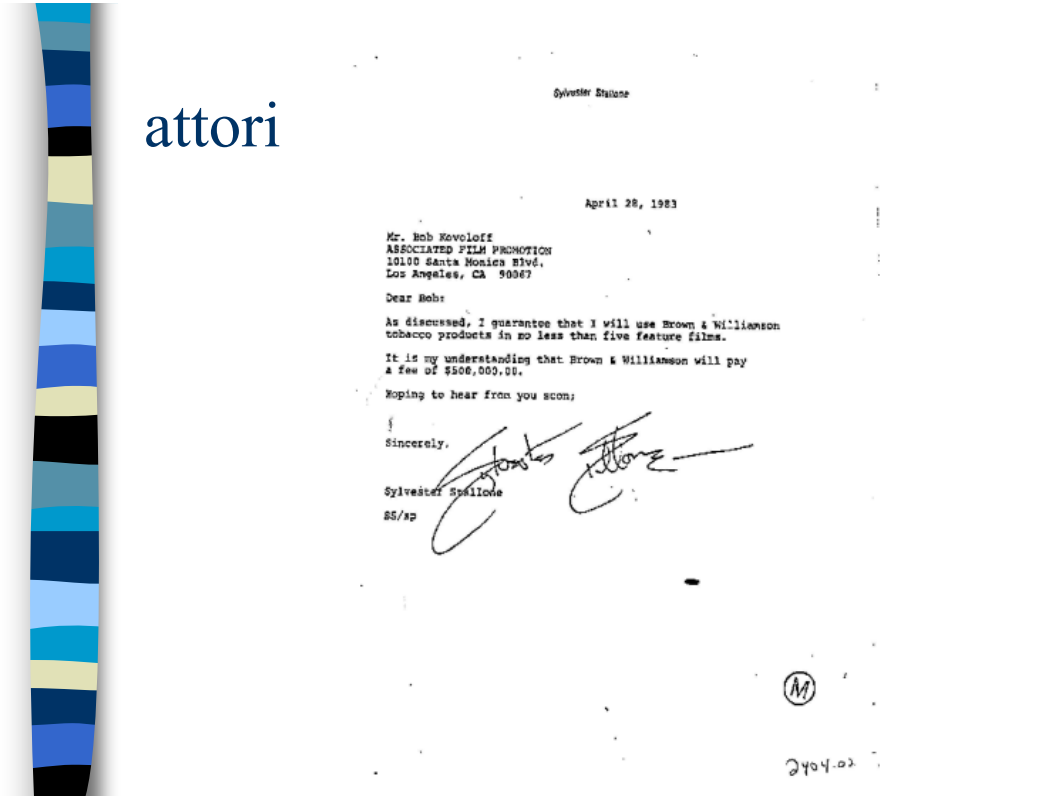 attori
Sylvester Stallone
April 28, 1983
Mr. Bob Kovoloff
ASSOCIATED FILM PROMOTION
10100 Santa Monica Blvd.
Los Angeles, CA 90067
Dear Bob:
As discussed, I guarantee that I will use Brown & Williamson
tobacco products in no less than five feature films.
It is my understanding that Brown & Williamson will pay
a fee of $500,000.00.
Hoping to hear from you soon;
Sincerely,
Sylvester Stallone
Sylvester Stallone
SS/sp
M
2404.02